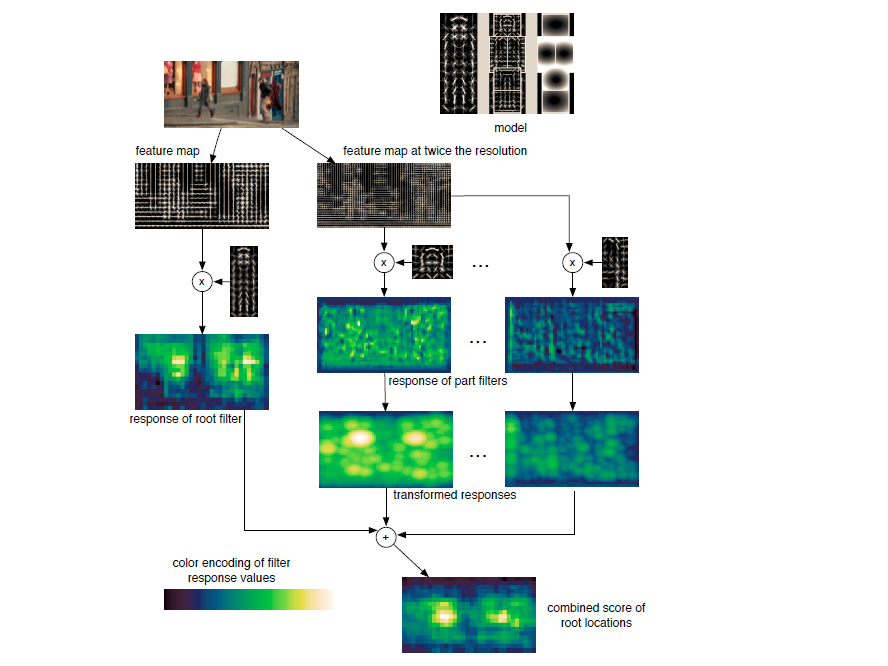 model
feature map
feature map at twice the resolution
x
x
...
x
...
response of part filters
response of root filter
...
transformed responses
+
color encoding of filter
response values
combined score of
root locations